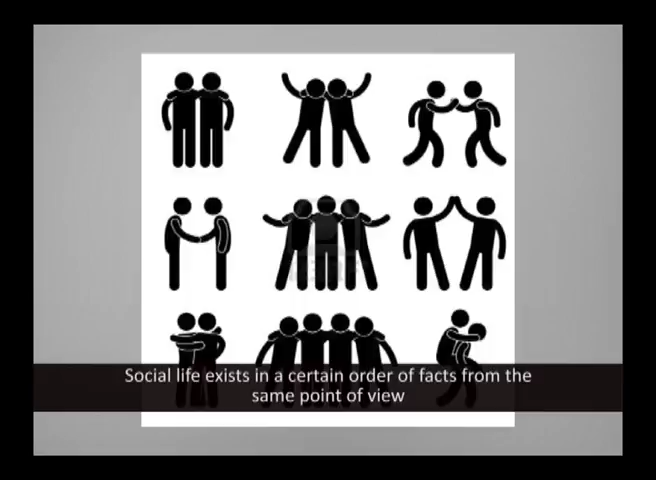 Social life exists in a certain order of facts from the
same point of view